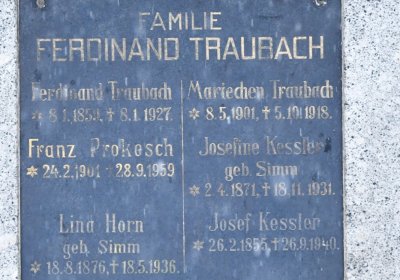 FAMILIE
FERDINAND TRAUBACH
Ferdinand Traubach
* 8.1.1859, † 8.1.1927.
Franz Prokesch
* 24.2.1901 † 28.9.1959
Lina Horn
geb. Simm
* 18.8.1876, † 18.5.1936.
Mariechen Traubach
* 8.5.1901, † 5.10.1918.
Josefine Kessler
geb. Simm
* 2.4.1871, † 18.11.1931.
Josef Kessler
* 26.2.1855, † 26.9.1940.